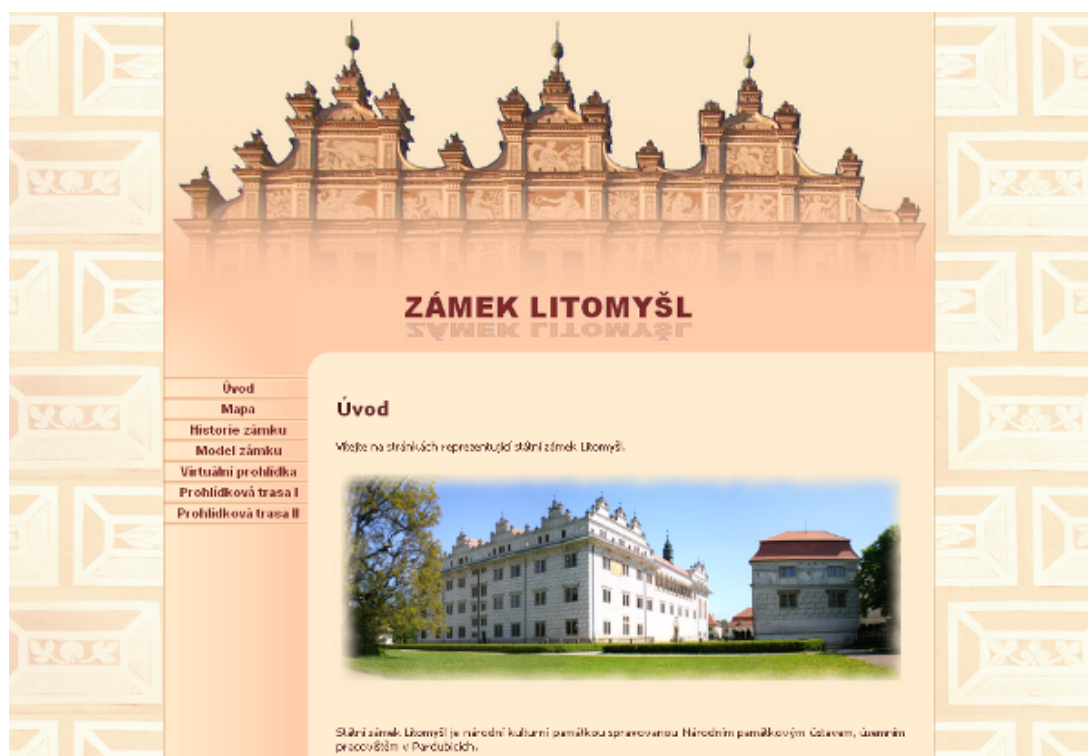 ZÁMEK LITOMYŠL
Úvod
Mapa
Historie zámku
Model zámku
Virtuální prohlídka
Prohlídková trasa I
Prohlídková trasa II
Úvod
Vítejte na stránkách reprezentující státní zámek Litomyšl.
Státní zámek Litomyšl je národní kulturní památkou spravovanou Národním památkovým ústavem, územním
pracovištěm v Pardubicích.